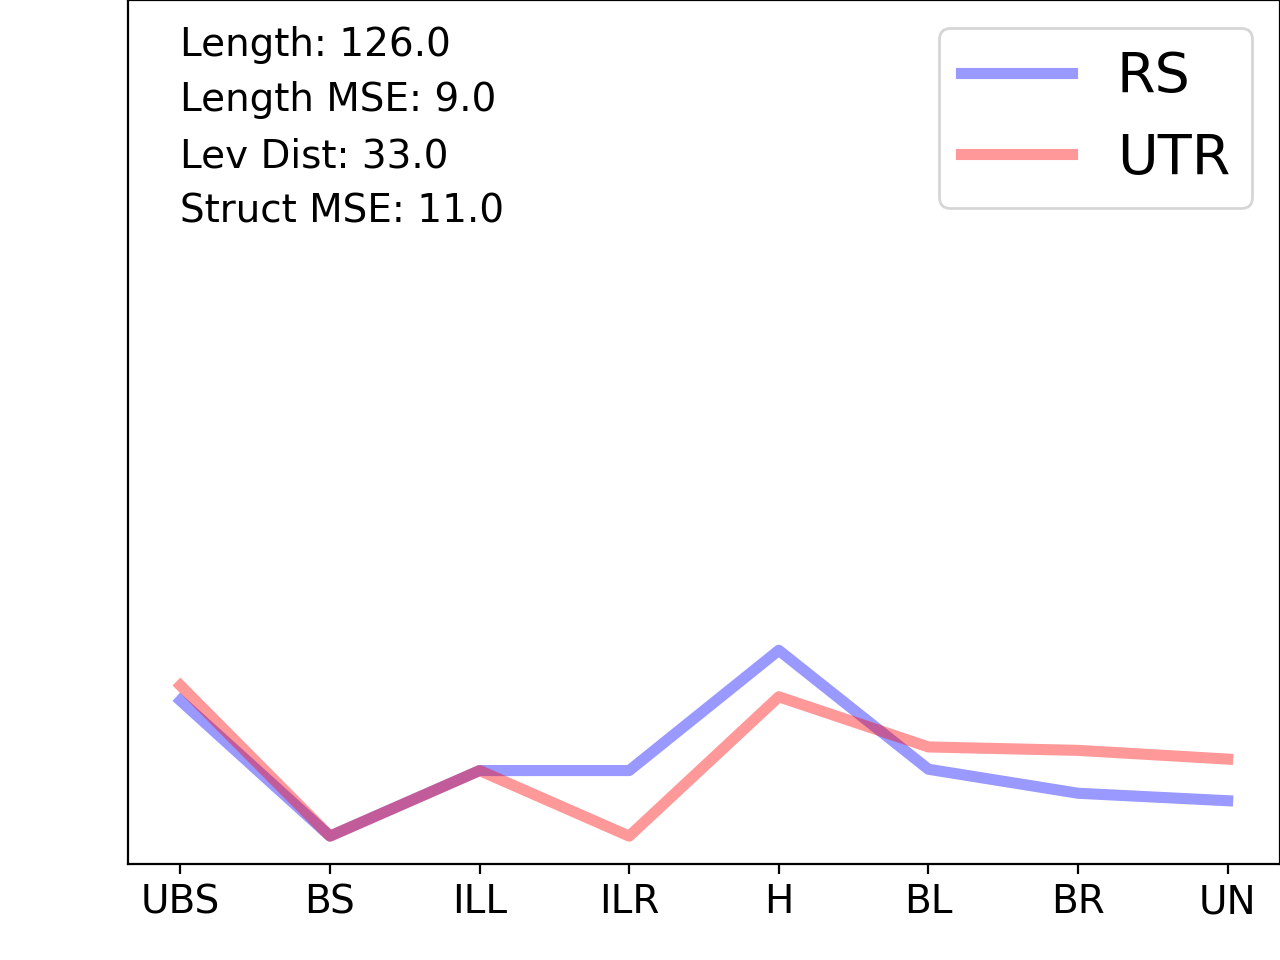 Length: 126.0
Length MSE: 9.0
Lev Dist: 33.0
Struct MSE: 11.0
RS
UTR
UBS BS ILL ILR H BL BR UN